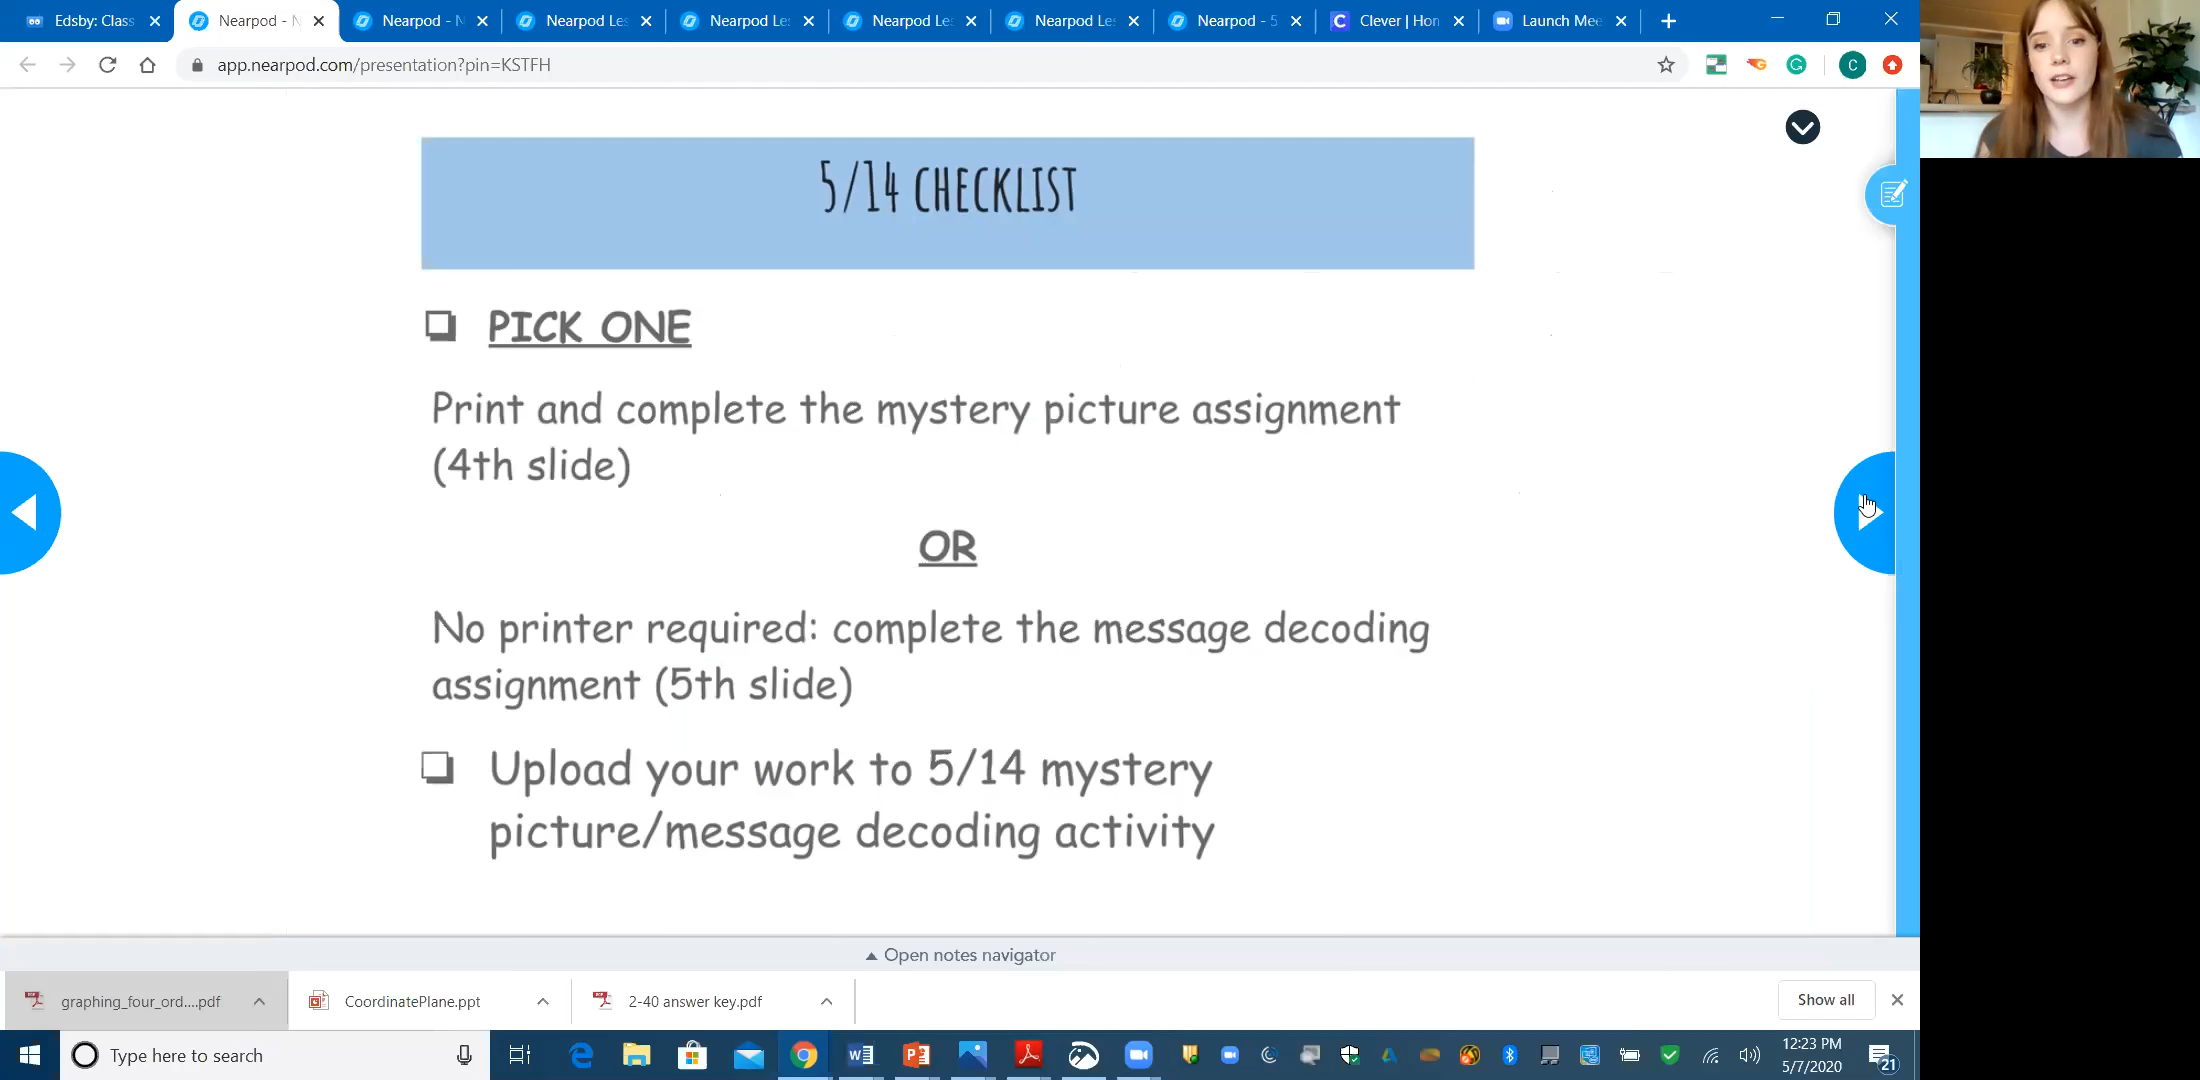 Edsby: Class
Nearpod - N
Nearpod - N
Nearpod Les
Nearpod Les
Nearpod Les
Nearpod Les
Nearpod - 5
Clever | Hom
Launch Mee
app.nearpod.com/presentation?pin=KSTFH
C
5/14 CHECKLIST
PICK ONE
Print and complete the mystery picture assignment
(4th slide)
OR
No printer required: complete the message decoding
assignment (5th slide)
Upload your work to 5/14 mystery
picture/message decoding activity
Open notes navigator
graphing_four_ord....pdf
CoordinatePlane.ppt
2-40 answer key.pdf
Show all
Type here to search
12:23 PM
5/7/2020
21